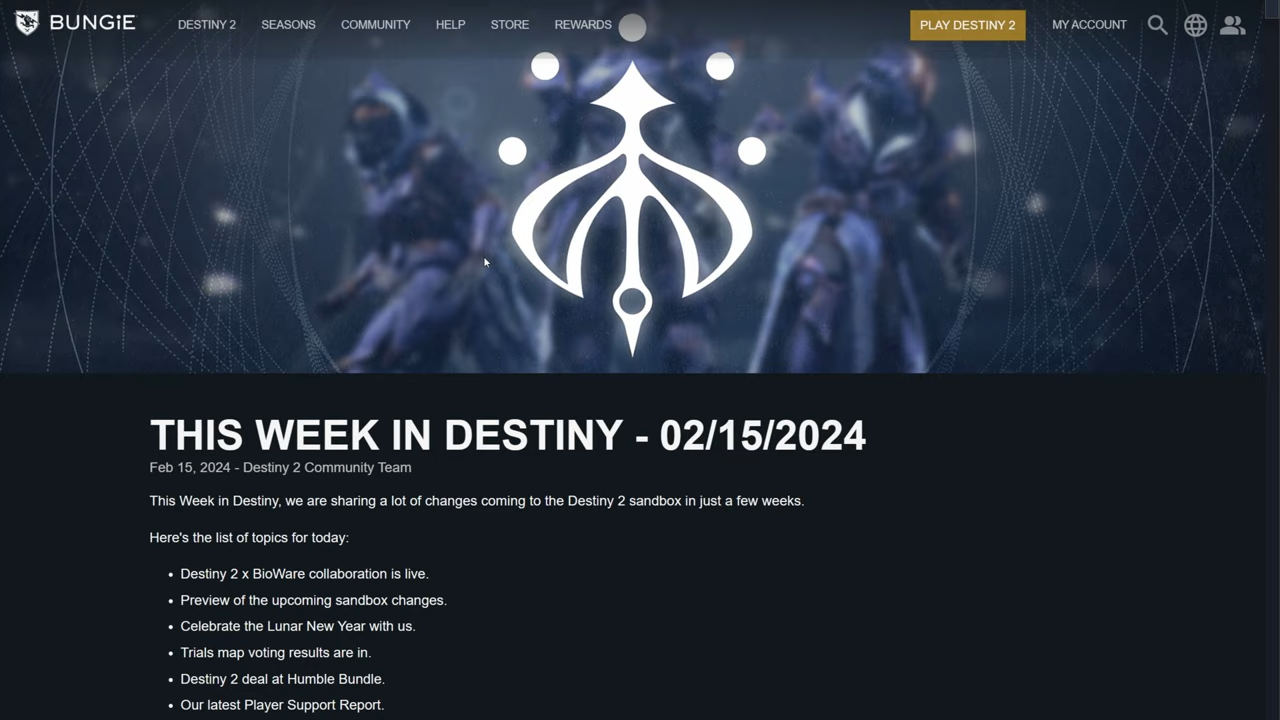 BUNGiE
DESTINY 2 SEASONS COMMUNITY HELP STORE REWARDS PLAY DESTINY 2 MY ACCOUNT
THIS WEEK IN DESTINY - 02/15/2024
Feb 15, 2024 - Destiny 2 Community Team
This Week in Destiny, we are sharing a lot of changes coming to the Destiny 2 sandbox in just a few weeks.
Here's the list of topics for today:
• Destiny 2 x BioWare collaboration is live.
• Preview of the upcoming sandbox changes.
• Celebrate the Lunar New Year with us.
• Trials map voting results are in.
• Destiny 2 deal at Humble Bundle.
• Our latest Player Support Report.